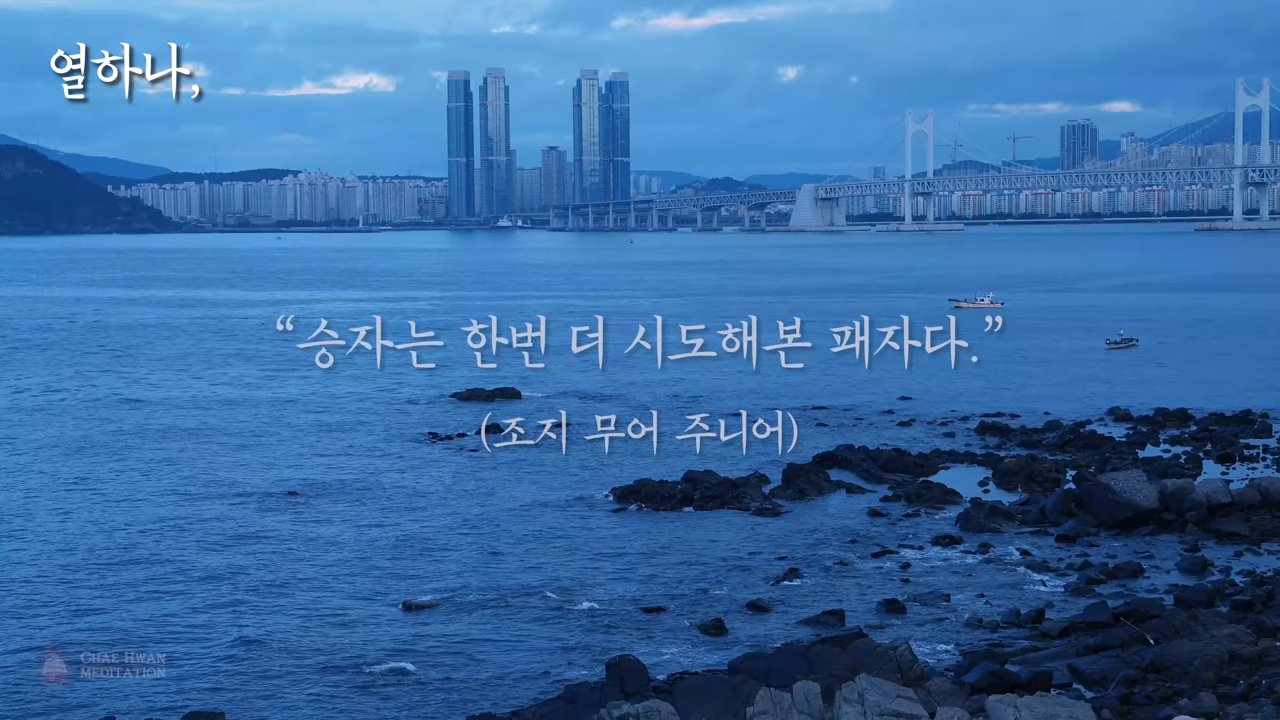 열하나,
“승자는 한번 더 시도해본 패자다.”
(조지 무어 주니어)
CHAE HWAN
MEDITATION